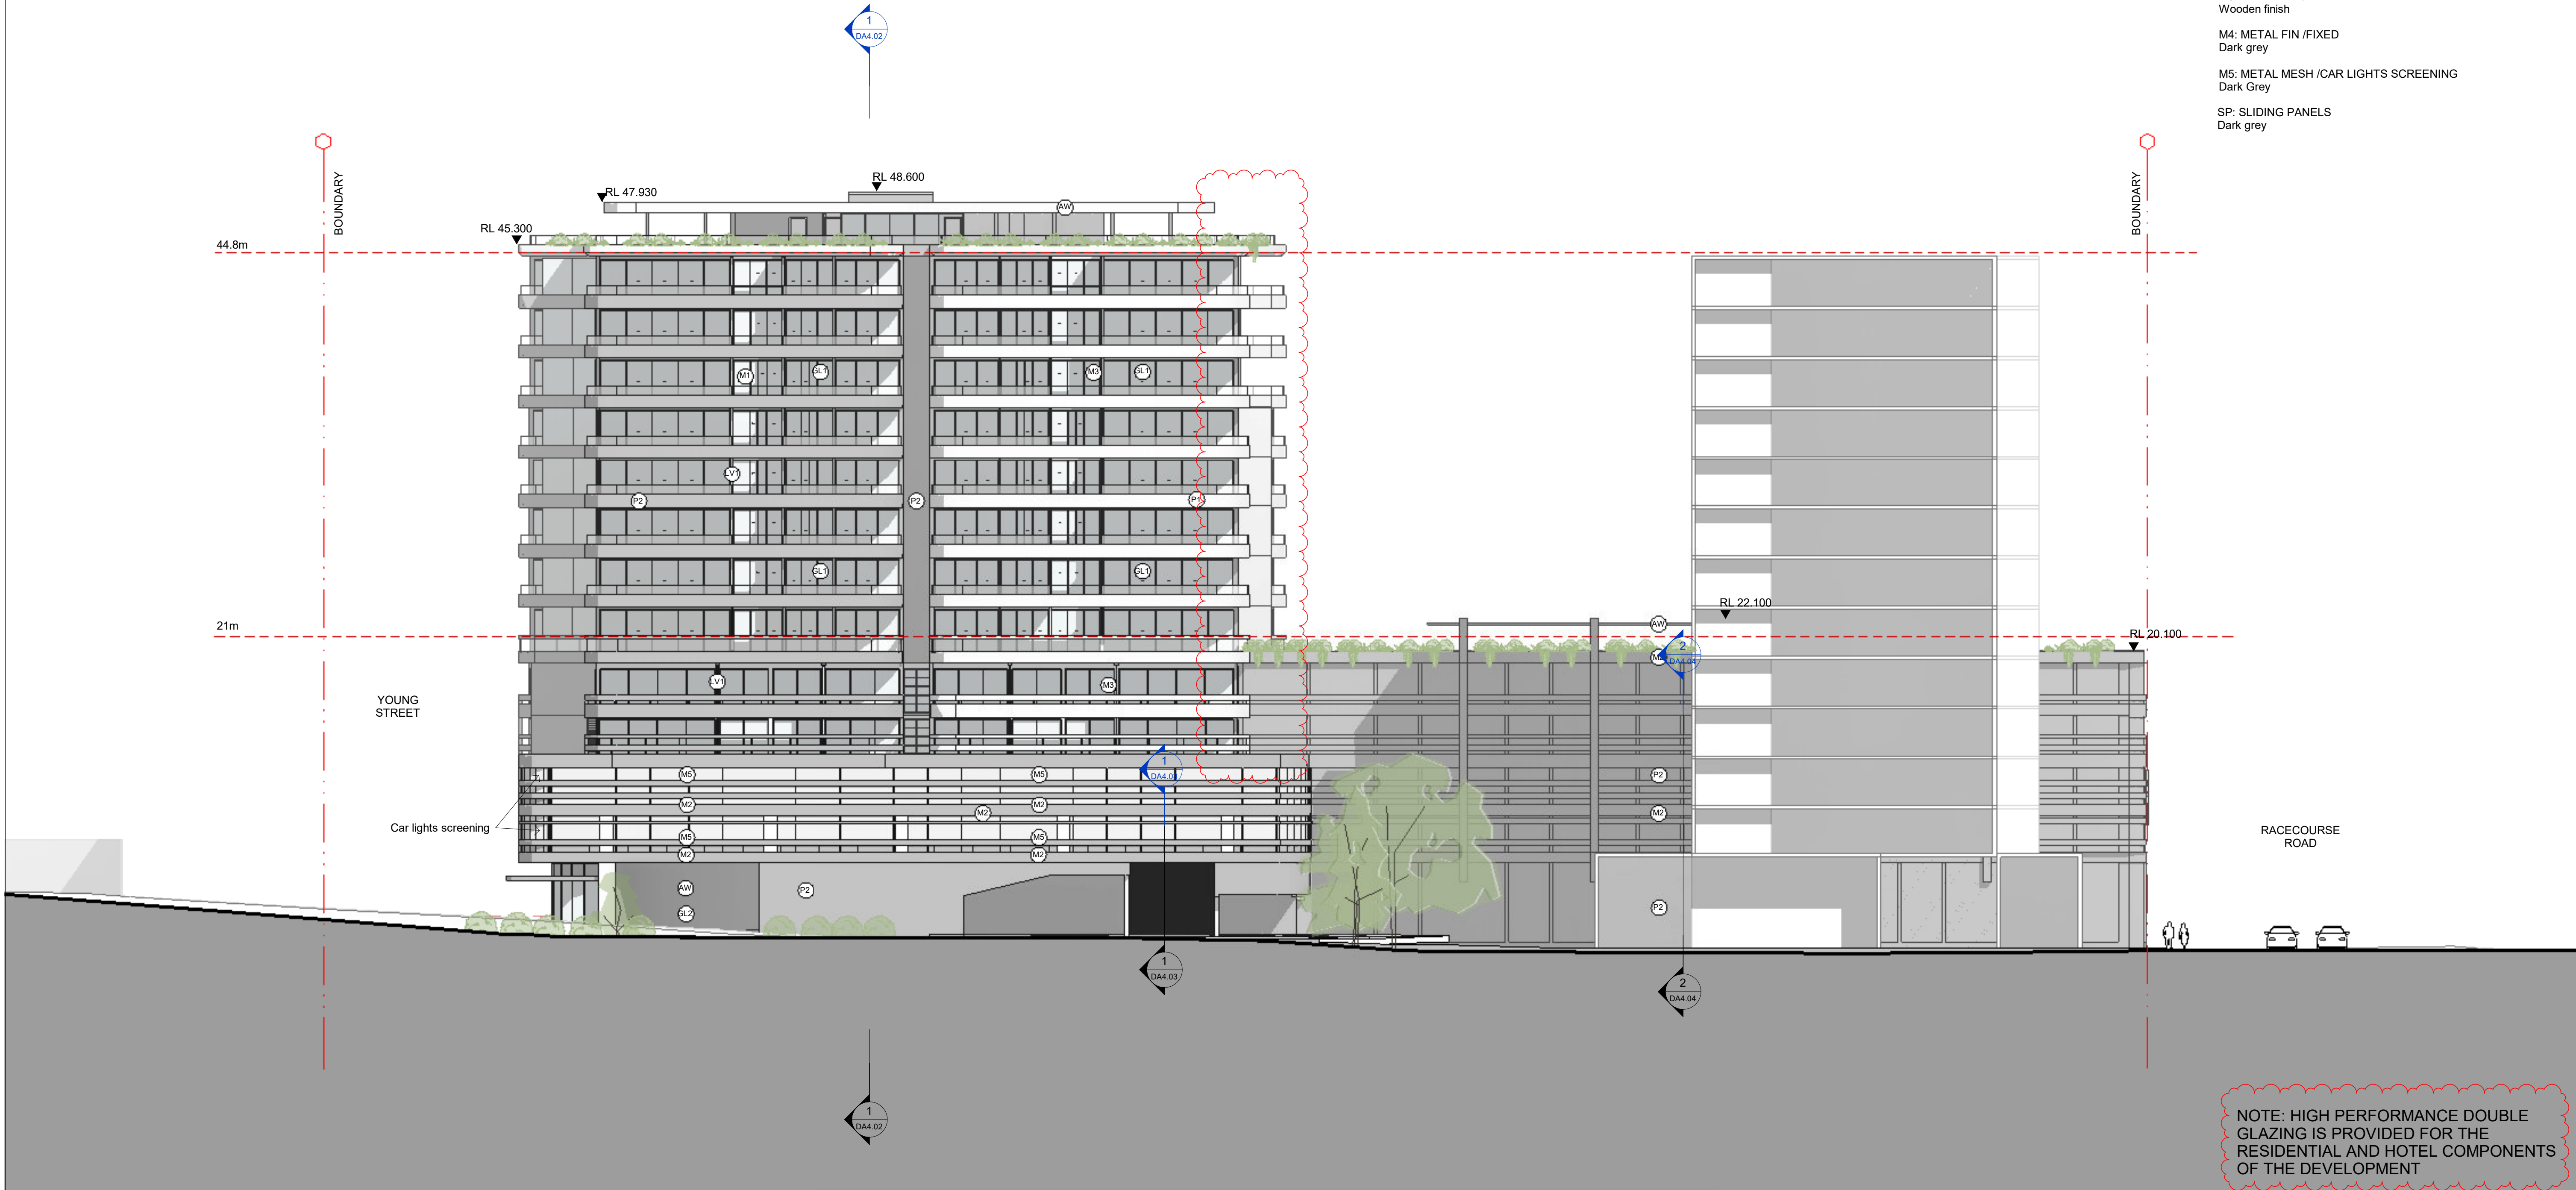 1
DA4.02
Wooden finish
M4: METAL FIN /FIXED
Dark grey
M5: METAL MESH /CAR LIGHTS SCREENING
Dark Grey
SP: SLIDING PANELS
Dark grey
BOUNDARY
BOUNDARY
RL 48.600
RL 47.930
AW
RL 45.300
44.8m
M1
GL1
M3
GL1
LV1
P2
P2
P1
GL1
GL1
RL 22.100
AW
21m
RL 20.100
2
DA4.04
LV1
M3
YOUNG
STREET
1
M5
M5
P2
M2
M2
M2
M2
Car lights screening
M5
M5
RACECOURSE
ROAD
M2
M2
AW
P2
GL2
P2
1
DA4.03
2
DA4.04
1
DA4.02
NOTE: HIGH PERFORMANCE DOUBLE
GLAZING IS PROVIDED FOR THE
RESIDENTIAL AND HOTEL COMPONENTS
OF THE DEVELOPMENT